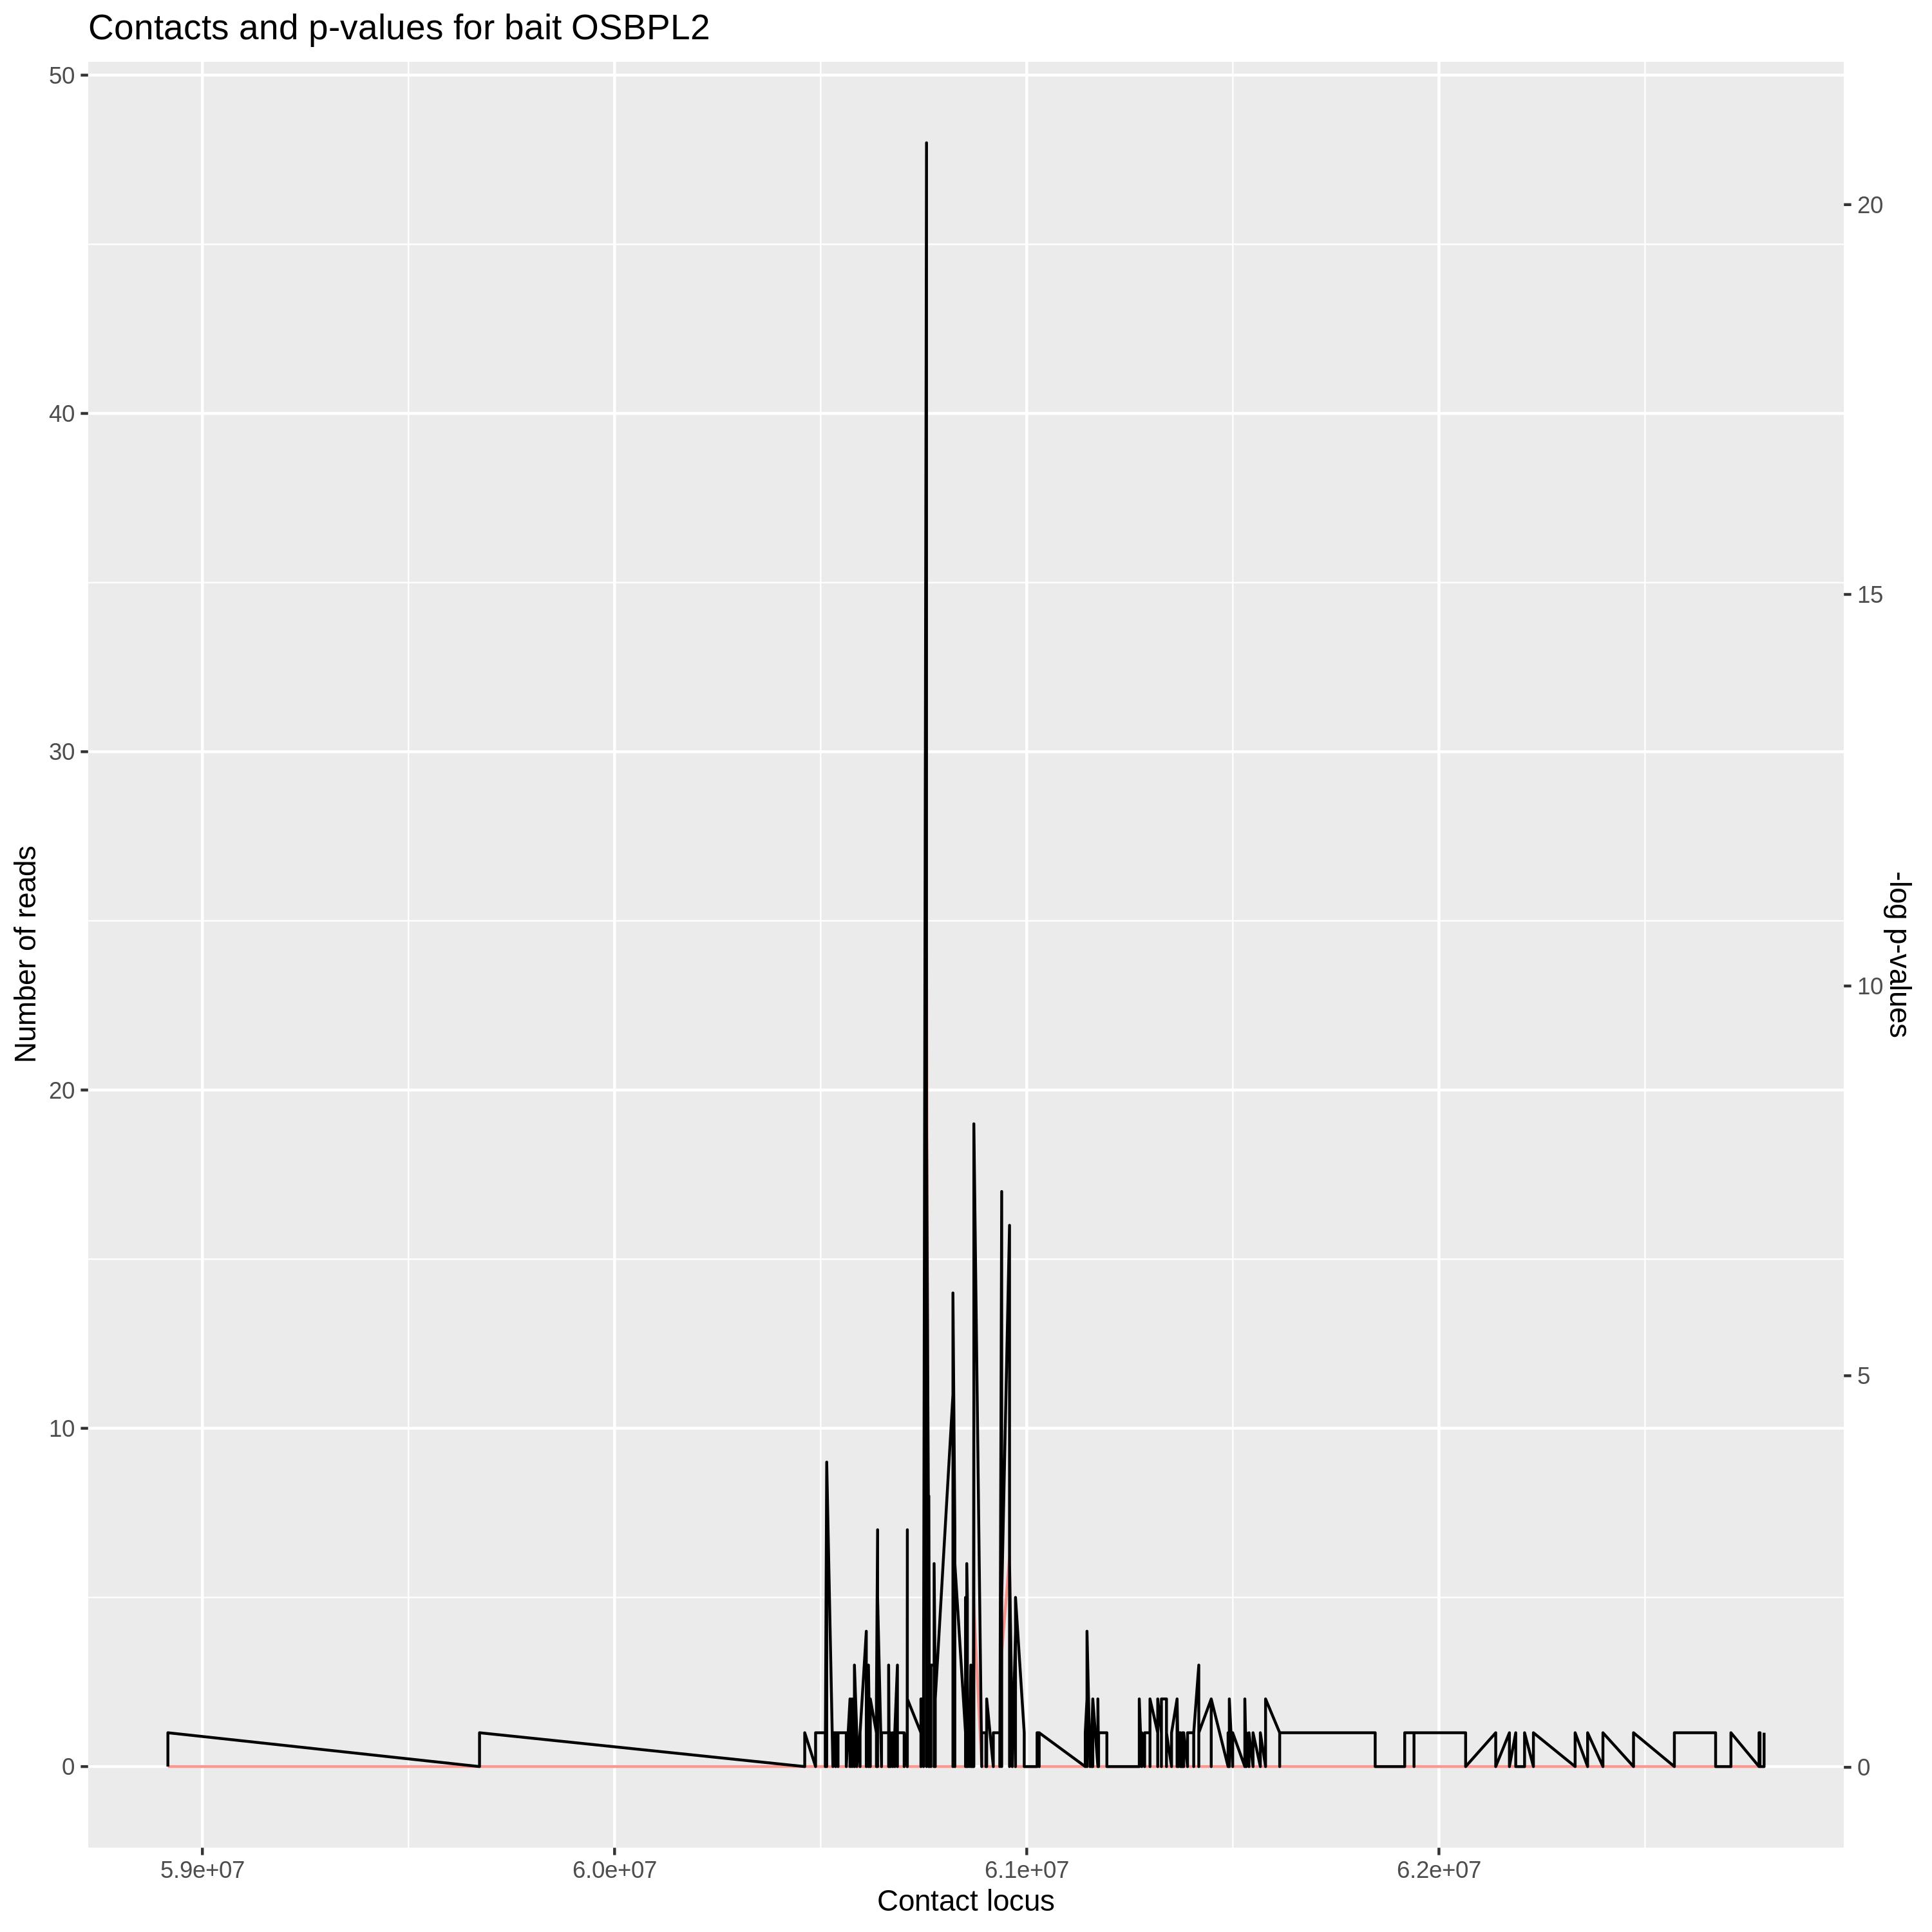 Contacts and p-values for bait OSBPL2
50
40
30
20
10
0
Number of reads
20
15
10
5
0
-log p-values
5.9e+07
6.0e+07
6.1e+07
6.2e+07
Contact locus